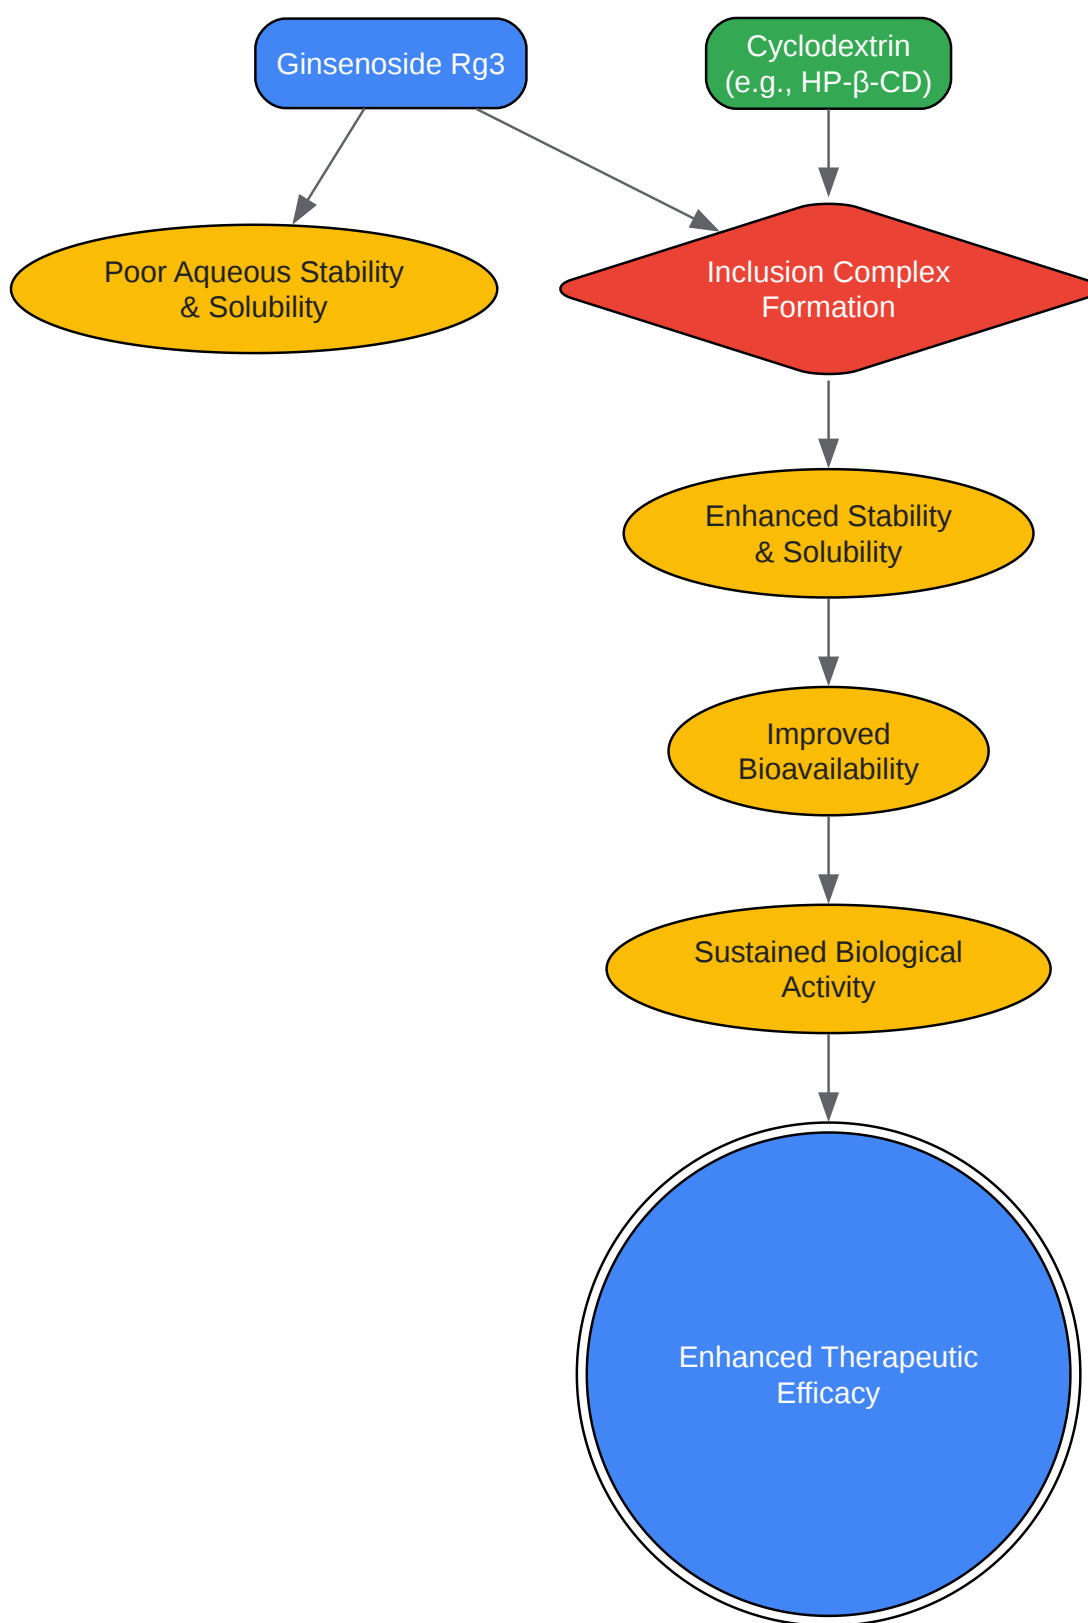 Ginsenoside Rg3
Cyclodextrin
(e.g., HP-β-CD)
Poor Aqueous Stability
& Solubility
Inclusion Complex
Formation
Enhanced Stability
& Solubility
Improved
Bioavailability
Sustained Biological
Activity
Enhanced Therapeutic
Efficacy